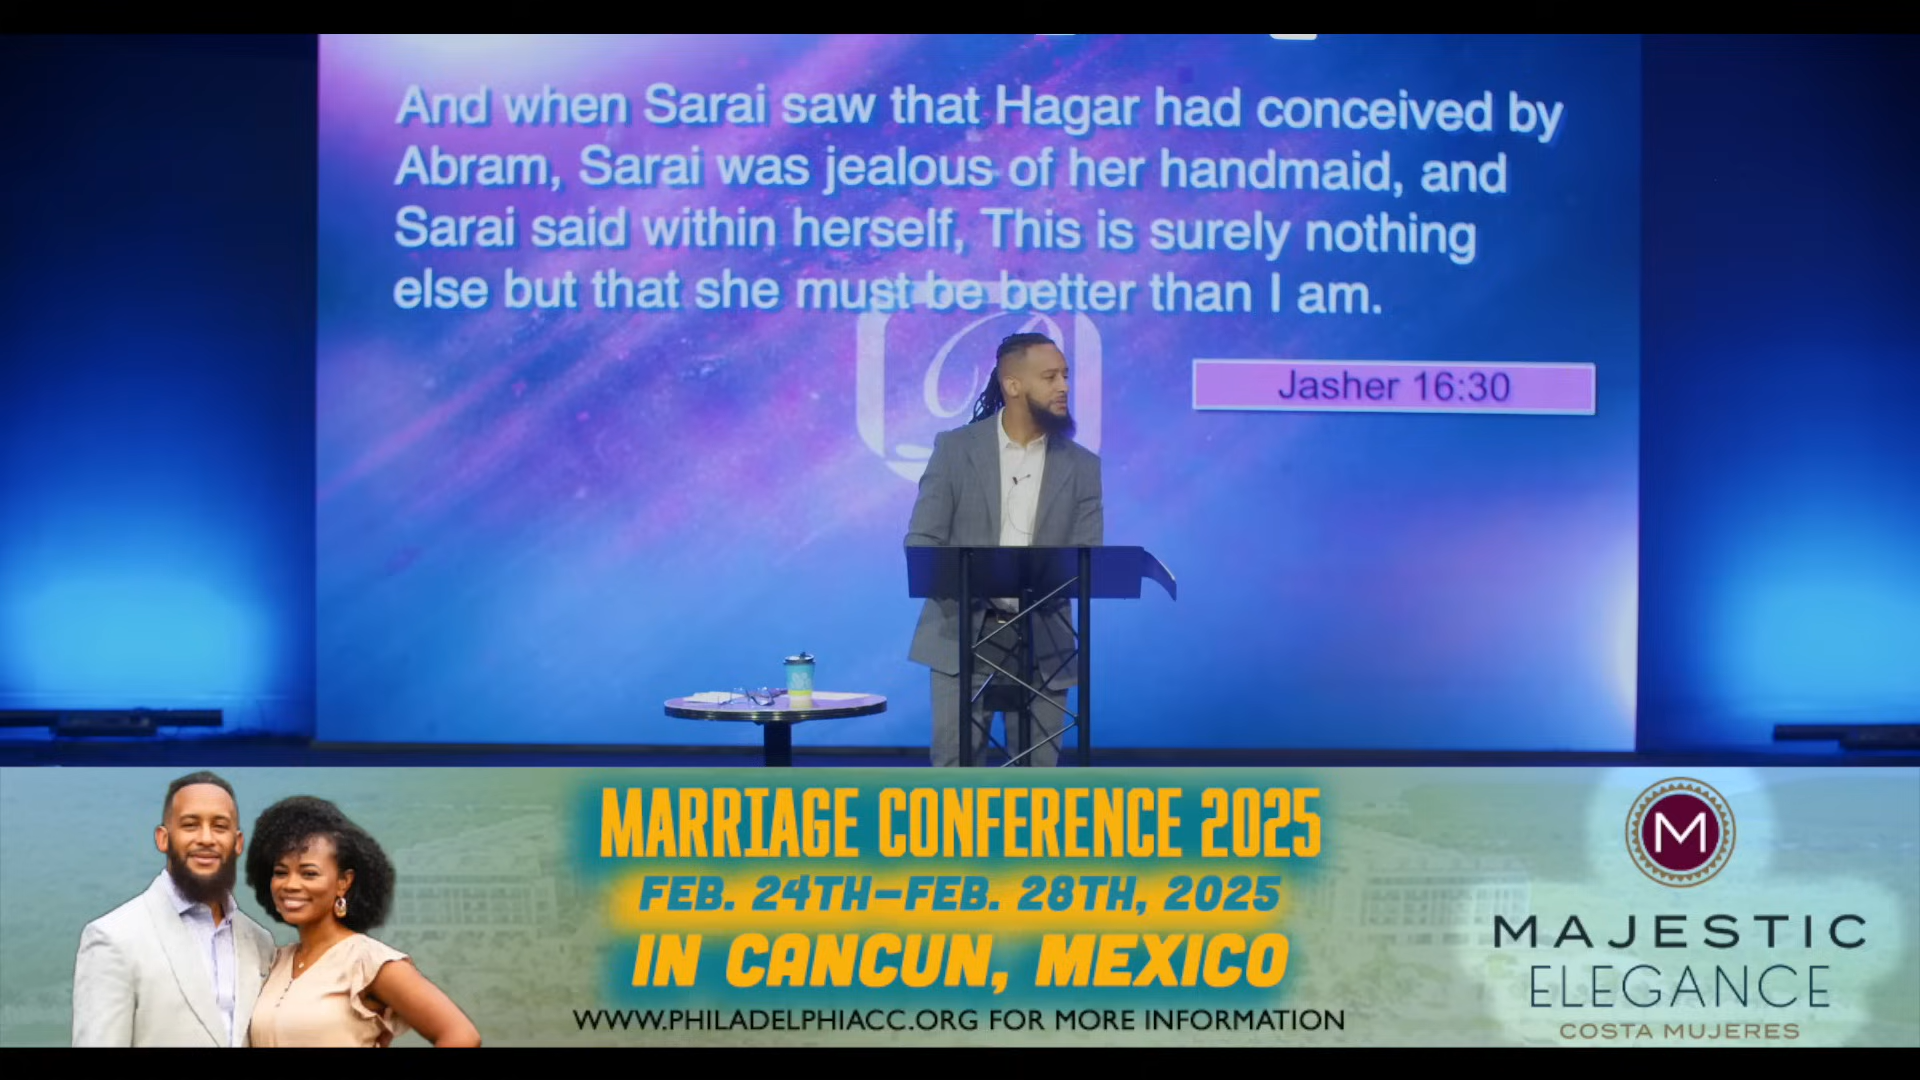 And when Sarai saw that Hagar had conceived by
Abram, Sarai was jealous of her handmaid, and
Sarai said within herself, This is surely nothing
else but that she must be better than I am.
Jasher 16:30
MARRIAGE CONFERENCE 2025
FEB. 24TH-FEB. 28TH, 2025
IN CANCUN, MEXICO
WWW.PHILADELPHIACC.ORG FOR MORE INFORMATION
M
MAJESTIC
ELEGANCE
COSTA MUJERES